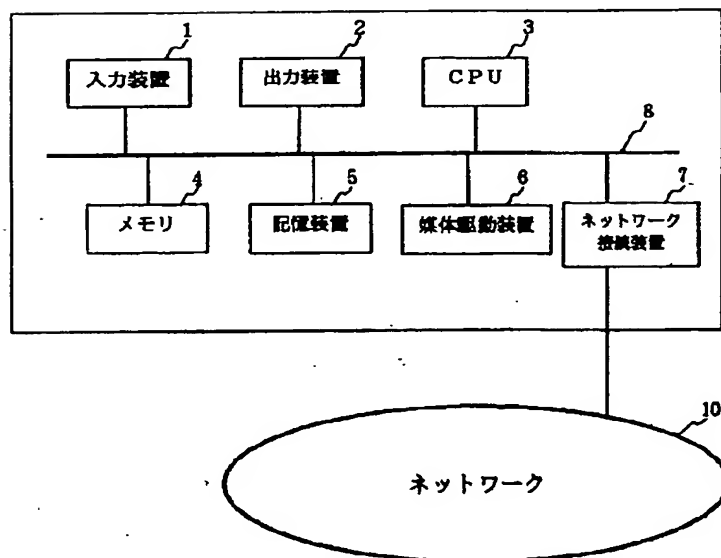 1
入力装置
2
出力装置
3
CPU
8
4
メモリ
5
記憶装置
6
媒体駆動装置
7
ネットワーク
接続装置
10
ネットワーク